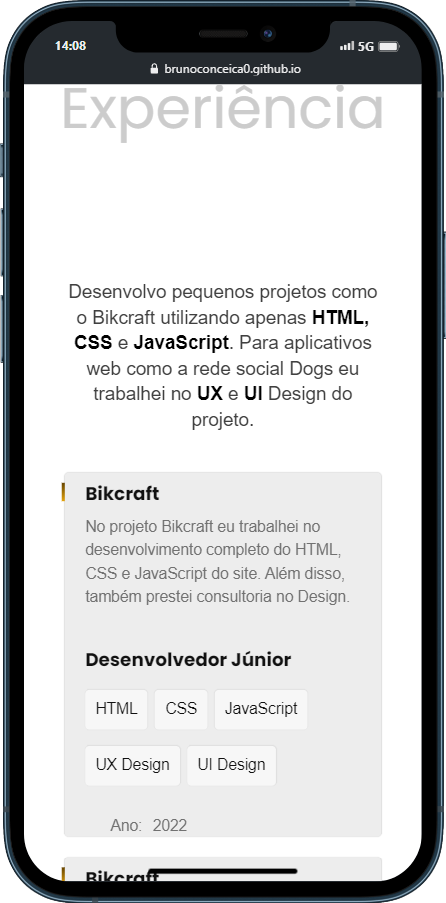 14:08
5G
brunoconceica0.github.io
Experiência
Desenvolvo pequenos projetos como
o Bikcraft utilizando apenas HTML,
CSS e JavaScript. Para aplicativos
web como a rede social Dogs eu
trabalhei no UX e UI Design do
projeto.
Bikcraft
No projeto Bikcraft eu trabalhei no
desenvolvimento completo do HTML,
CSS e JavaScript do site. Além disso,
também prestei consultoria no Design.
Desenvolvedor Júnior
HTML CSS JavaScript
UX Design UI Design
Ano: 2022
Bikcraft